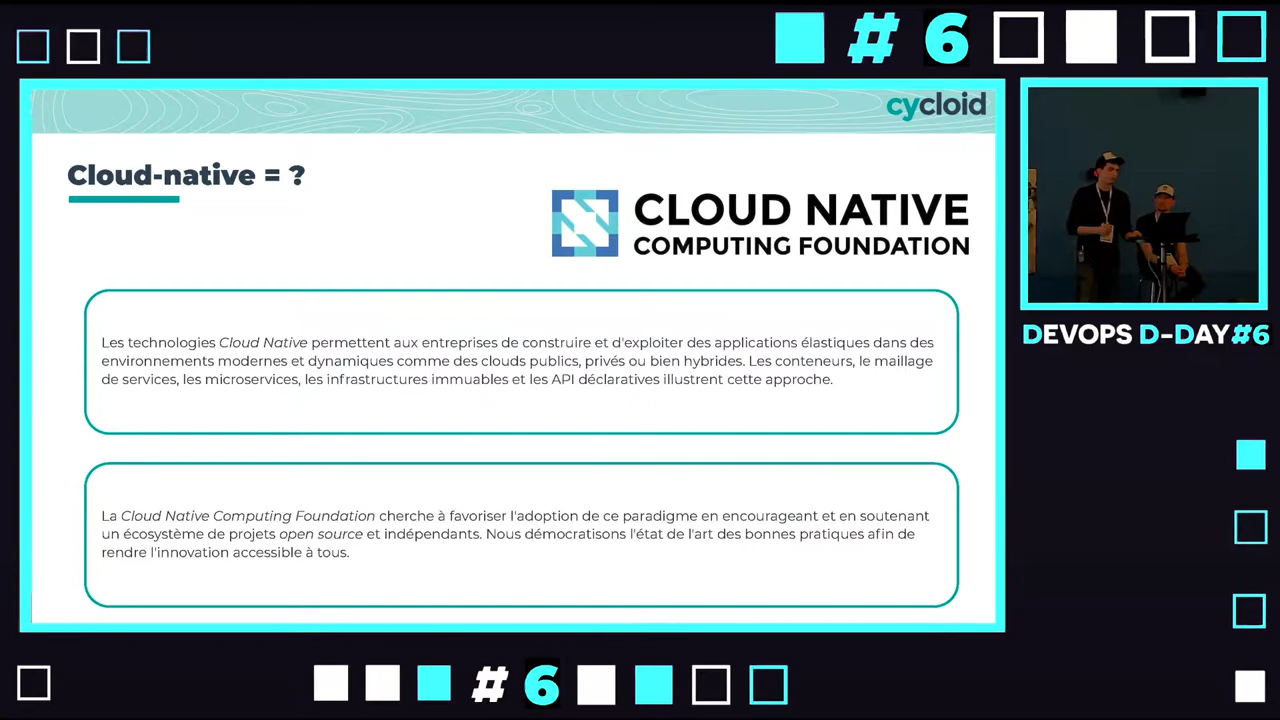 # 6
cycloid
Cloud-native = ?
CLOUD NATIVE
COMPUTING FOUNDATION
Les technologies Cloud Native permettent aux entreprises de construire et d'exploiter des applications élastiques dans des
environnements modernes et dynamiques comme des clouds publics, privés ou bien hybrides. Les conteneurs, le maillage
de services, les microservices, les infrastructures immuables et les API déclaratives illustrent cette approche.
La Cloud Native Computing Foundation cherche à favoriser l'adoption de ce paradigme en encourageant et en soutenant
un écosystème de projets open source et indépendants. Nous démocratisons l'état de l'art des bonnes pratiques afin de
rendre l'innovation accessible à tous.
DEVOPS D-DAY#6
# 6